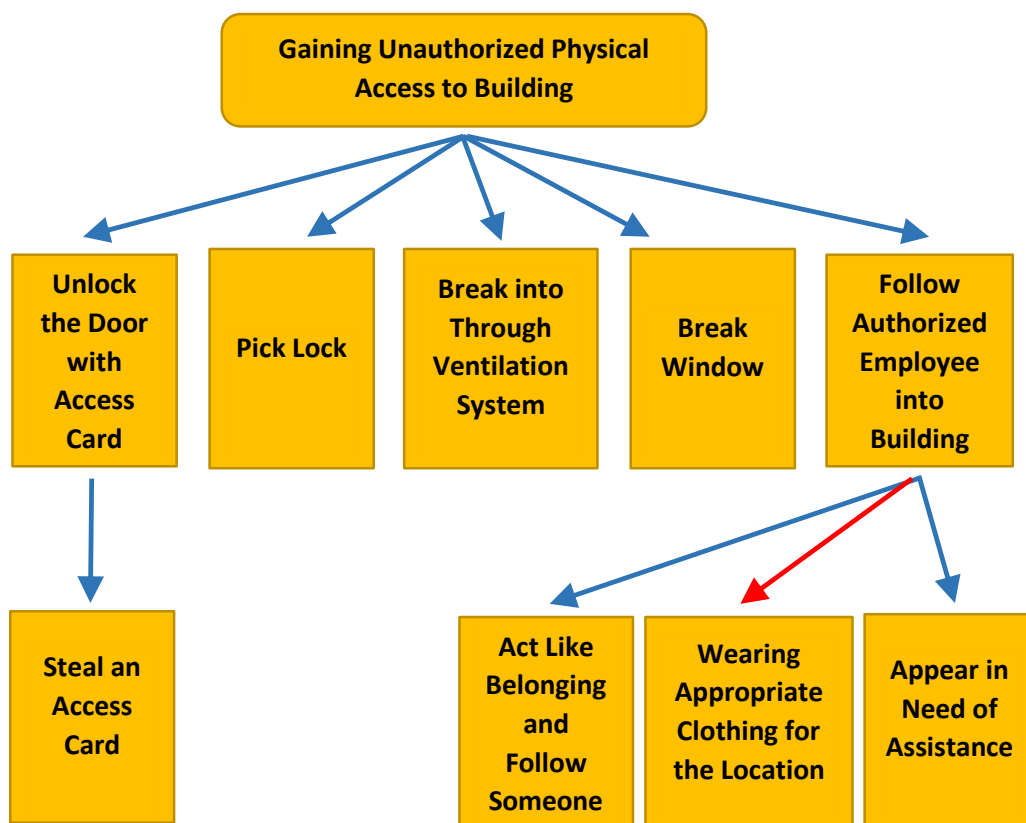 Gaining Unauthorized Physical
Access to Building
Unlock
the Door
with
Access
Card
Pick Lock
Break into
Through
Ventilation
System
Break
Window
Follow
Authorized
Employee
into
Building
Steal an
Access
Card
Act Like
Belonging
and
Follow
Someone
Wearing
Appropriate
Clothing for
the Location
Appear in
Need of
Assistance